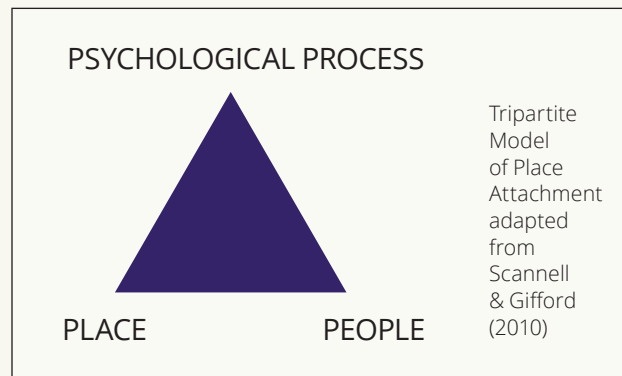 PSYCHOLOGICAL PROCESS
Tripartite
Model
of Place
Attachment
adapted
from
Scannell
& Gifford
(2010)
PLACE
PEOPLE